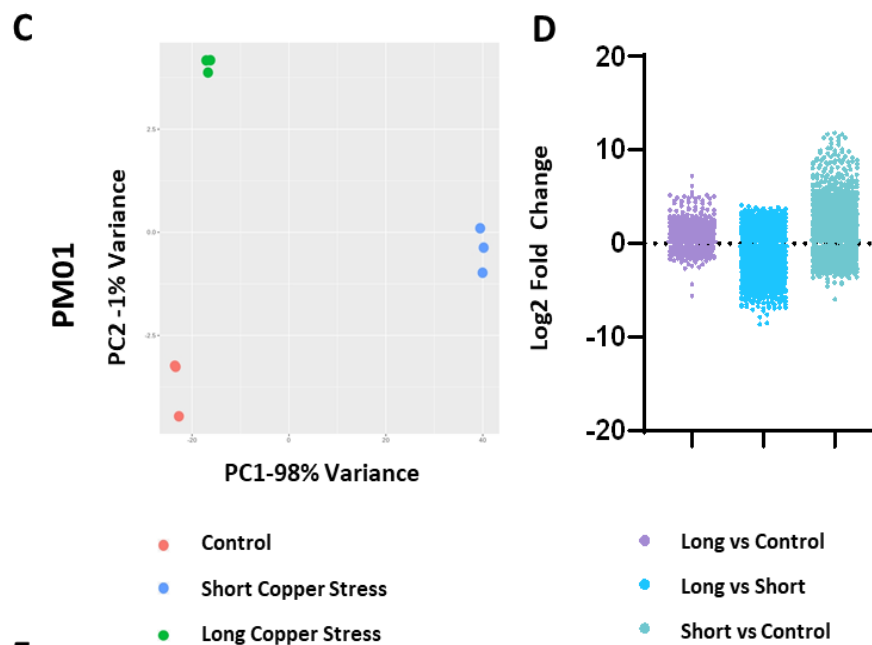 C
D
PM01
PC2 -1% Variance
2.5
0.0
-2.5
-20
0
20
40
PC1-98% Variance
Control
Short Copper Stress
Long Copper Stress
Log2 Fold Change
20
10
0
-10
-20
Long vs Control
Long vs Short
Short vs Control